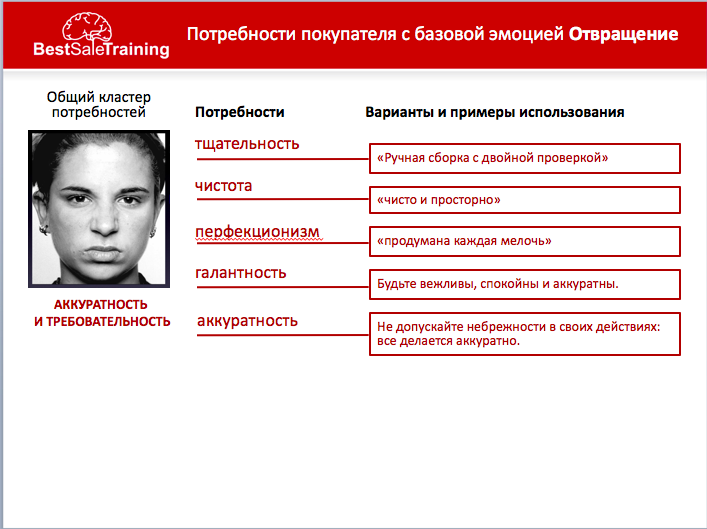 BestSaleTraining
Потребности покупателя с базовой эмоцией Отвращение
Общий кластер
потребностей
АККУРАТНОСТЬ
И ТРЕБОВАТЕЛЬНОСТЬ
Потребности
Варианты и примеры использования
тщательность
«Ручная сборка с двойной проверкой»
чистота
«чисто и просторно»
перфекционизм
«продумана каждая мелочь»
галантность
Будьте вежливы, спокойны и аккуратны.
аккуратность
Не допускайте небрежности в своих действиях:
все делается аккуратно.